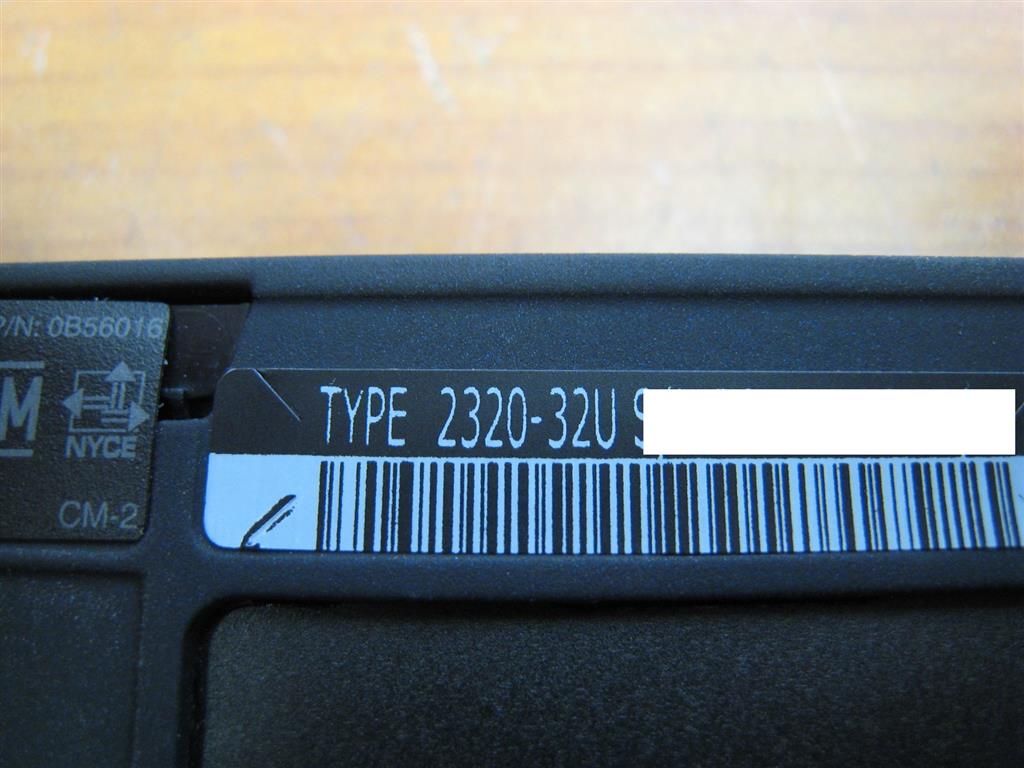 P/N: 0B56016
M
NYCE
CM-2
TYPE 2320-32U S